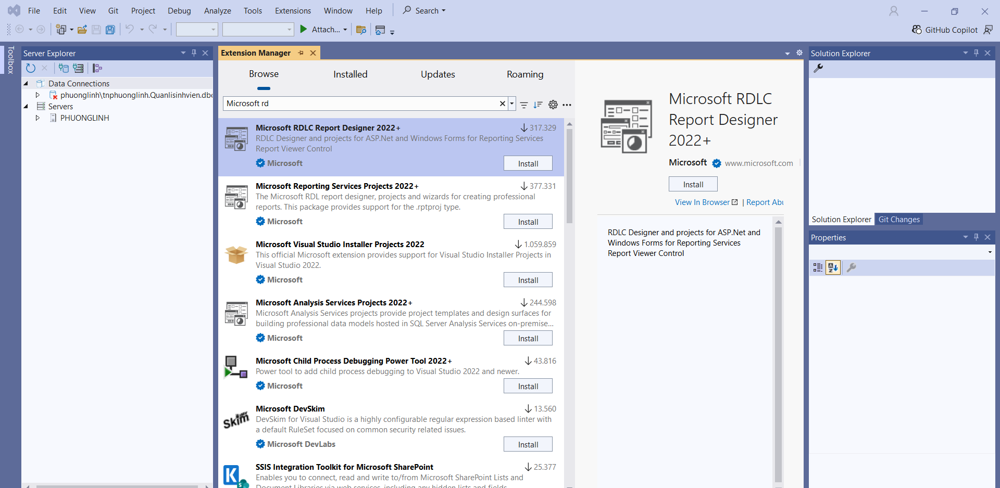 File Edit View Git Project Debug Analyze Tools Extensions Window Help Search
Attach...
GitHub Copilot
Toolbox
Server Explorer
Data Connections
phuonglinh\tnphuonglinh.Quanlisinhvien.dbo
Servers
PHUONGLINH
Extension Manager
Browse Installed Updates Roaming
Microsoft rd
Microsoft RDLC Report Designer 2022+ 317.329
RDLC Designer and projects for ASP.Net and Windows Forms for Reporting Services
Report Viewer Control
Microsoft
Install
Microsoft Reporting Services Projects 2022+ 377.331
The Microsoft RDL report designer, projects and wizards for creating professional
reports. This package provides support for the .rptproj type.
Microsoft
Install
Microsoft Visual Studio Installer Projects 2022 1.059.859
This official Microsoft extension provides support for Visual Studio Installer Projects in
Visual Studio 2022.
Microsoft
Install
Microsoft Analysis Services Projects 2022+ 244.598
Microsoft Analysis Services projects provide project templates and design surfaces for
building professional data models hosted in SQL Server Analysis Services on-premise...
Microsoft
Install
Microsoft Child Process Debugging Power Tool 2022+ 43.816
Power tool to add child process debugging to Visual Studio 2022 and newer.
Microsoft
Install
Skim
Microsoft DevSkim 13.560
DevSkim for Visual Studio is a highly configurable regular expression based linter with
a default RuleSet focused on common security related issues.
Microsoft DevLabs
Install
K
S
SSIS Integration Toolkit for Microsoft SharePoint 25.377
Enables you to connect, read and write to/from Microsoft SharePoint Lists and
Document Libraries via web services, including any hidden lists and fields
Microsoft RDLC
Report Designer
2022+
Microsoft www.microsoft.com
Install
View In Browser | Report Abu
RDLC Designer and projects for ASP.Net and
Windows Forms for Reporting Services
Report Viewer Control
Solution Explorer
Solution Explorer Git Changes
Properties